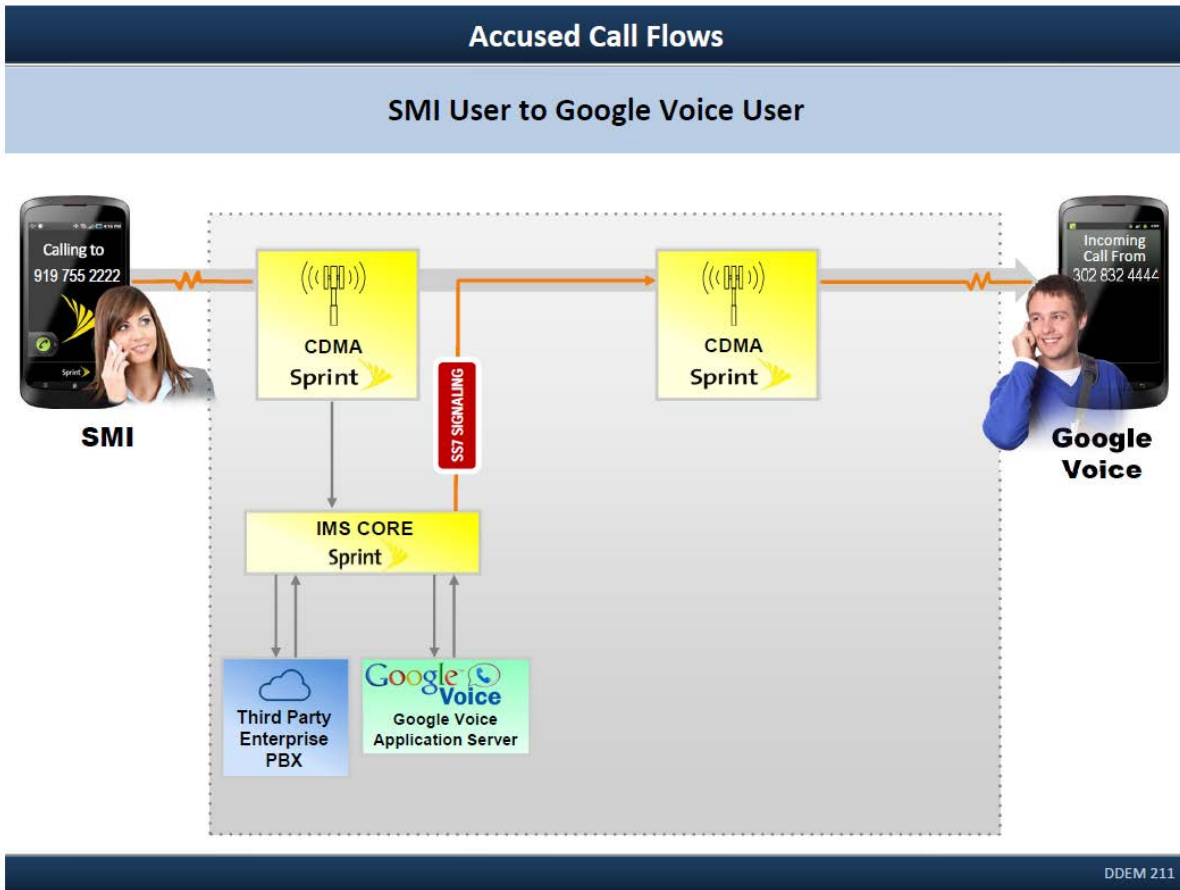 Accused Call Flows
SMI User to Google Voice User
Calling to
919 755 2222
Sprint
SMI
CDMA
Sprint
SS7 SIGNALING
CDMA
Sprint
Incoming
Call From
302 832 4444
Google
Voice
IMS CORE
Sprint
Third Party
Enterprise
PBX
Google
Voice
Google Voice
Application Server
DDEM 211